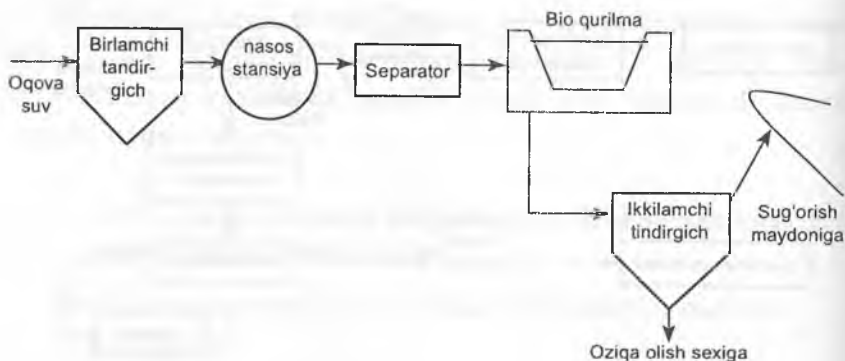 Oqova
suv
Birlamchi
tandir-
gich
nasos
stansiya
Separator
Bio qurilma
Ikkilamchi
tindirgich
Sug'orish
maydoniga
Oziqa olish sexiga